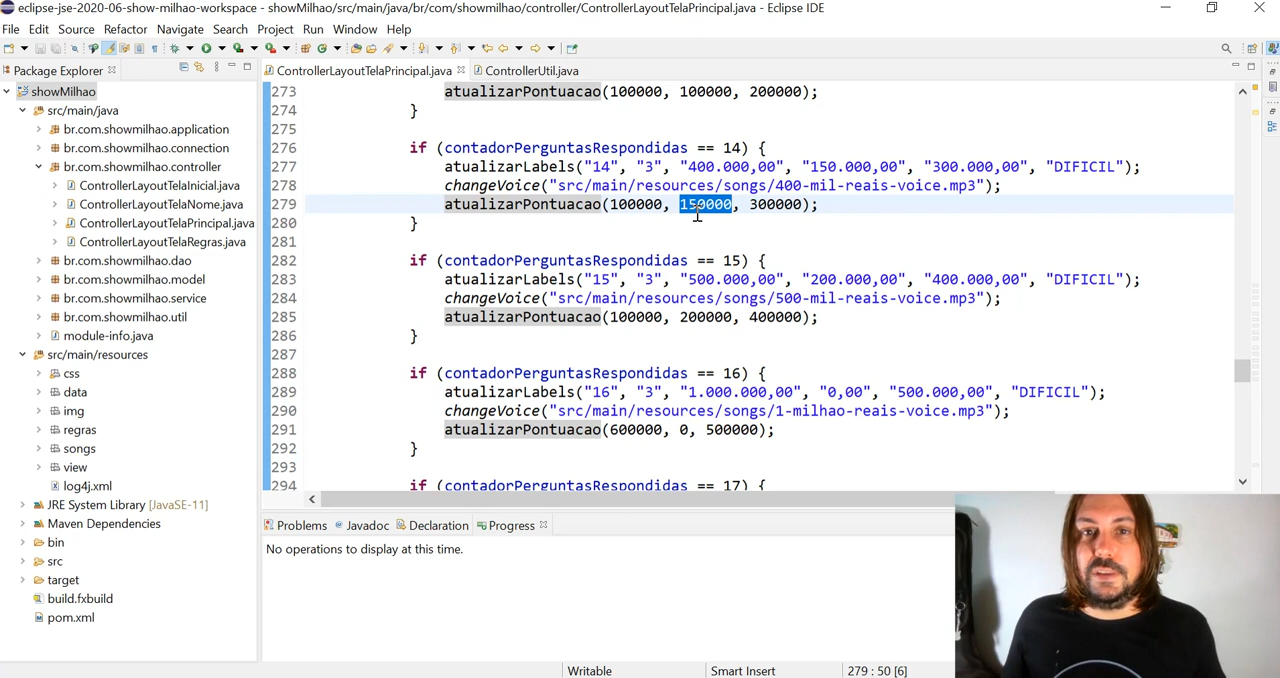 eclipse-jse-2020-06-show-milhao-workspace - showMilhao/src/main/java/br/com/showmilhao/controller/ControllerLayoutTelaPrincipal.java - Eclipse IDE
File Edit Source Refactor Navigate Search Project Run Window Help
Package Explorer
ControllerLayoutTelaPrincipal.java
ControllerUtil.java
showMilhao
src/main/java
br.com.showmilhao.application
br.com.showmilhao.connection
br.com.showmilhao.controller
ControllerLayoutTelaInicial.java
ControllerLayoutTelaNome.java
ControllerLayoutTelaPrincipal.java
ControllerLayoutTelaRegras.java
br.com.showmilhao.dao
br.com.showmilhao.model
br.com.showmilhao.service
br.com.showmilhao.util
module-info.java
src/main/resources
css
data
img
regras
songs
view
log4j.xml
JRE System Library [JavaSE-11]
Maven Dependencies
bin
src
target
build.fxbuild
pom.xml
273 atualizarPontuacao(100000, 100000, 200000);
274 }
275
276 if (contadorPerguntasRespondidas == 14) {
277 atualizarLabels("14", "3", "400.000,00", "150.000,00", "300.000,00", "DIFICIL");
278 changeVoice("src/main/resources/songs/400-mil-reais-voice.mp3");
279 atualizarPontuacao(100000, 150000, 300000);
280 }
281
282 if (contadorPerguntasRespondidas == 15) {
283 atualizarLabels("15", "3", "500.000,00", "200.000,00", "400.000,00", "DIFICIL");
284 changeVoice("src/main/resources/songs/500-mil-reais-voice.mp3");
285 atualizarPontuacao(100000, 200000, 400000);
286 }
287
288 if (contadorPerguntasRespondidas == 16) {
289 atualizarLabels("16", "3", "1.000.000,00", "0,00", "500.000,00", "DIFICIL");
290 changeVoice("src/main/resources/songs/1-milhao-reais-voice.mp3");
291 atualizarPontuacao(600000, 0, 500000);
292 }
293
294 if (contadorPerguntasRespondidas == 17) {
Problems Javadoc Declaration Progress
No operations to display at this time.
Writable Smart Insert 279 : 50 [6]